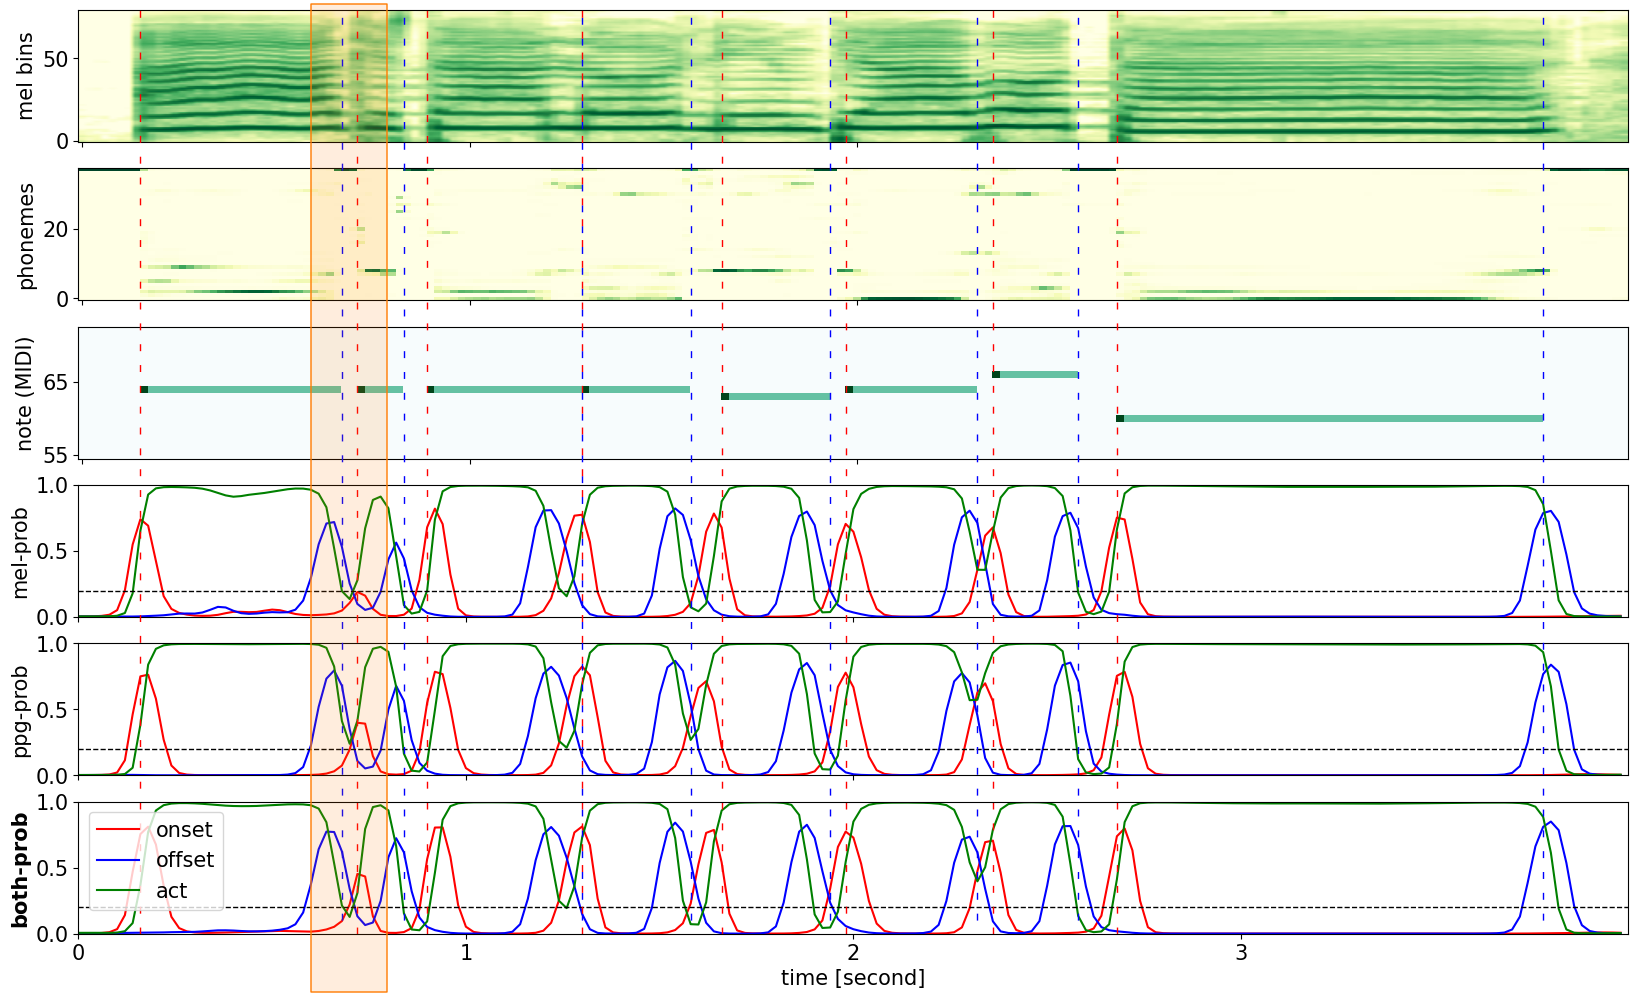 mel bins
50
0
phonemes
20
0
note (MIDI)
65
55
mel-prob
1.0
0.5
0.0
ppg-prob
1.0
0.5
0.0
both-prob
1.0
0.5
0.0
onset
offset
act
0 1 2 3
time [second]